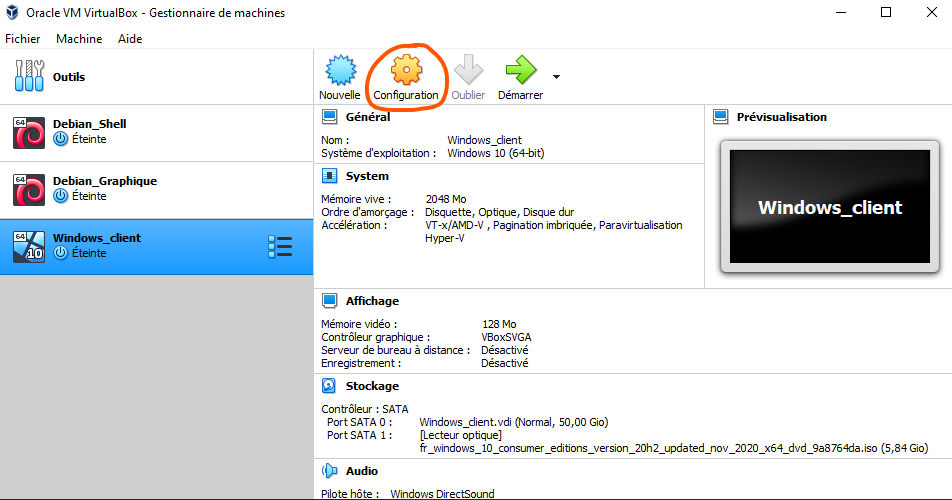 Oracle VM VirtualBox - Gestionnaire de machines
Fichier Machine Aide
Outils
Nouvelle Configuration Oublier Démarrer
64
Debian_Shell
Éteinte
64
Debian_Graphique
Éteinte
64
10
Windows_client
Éteinte
Général
Nom : Windows_client
Système d'exploitation : Windows 10 (64-bit)
System
Mémoire vive : 2048 Mo
Ordre d'amorçage : Disquette, Optique, Disque dur
Accélération : VT-x/AMD-V , Pagination imbriquée, Paravirtualisation
Hyper-V
Prévisualisation
Windows_client
Affichage
Mémoire vidéo : 128 Mo
Contrôleur graphique : VBoxSVGA
Serveur de bureau à distance : Désactivé
Enregistrement : Désactivé
Stockage
Contrôleur : SATA
Port SATA 0 : Windows_client.vdi (Normal, 50,00 Gio)
Port SATA 1 : [Lecteur optique]
fr_windows_10_consumer_editions_version_20h2_updated_nov_2020_x64_dvd_9a8764da.iso (5,84 Gio)
Audio
Pilote hôte : Windows DirectSound